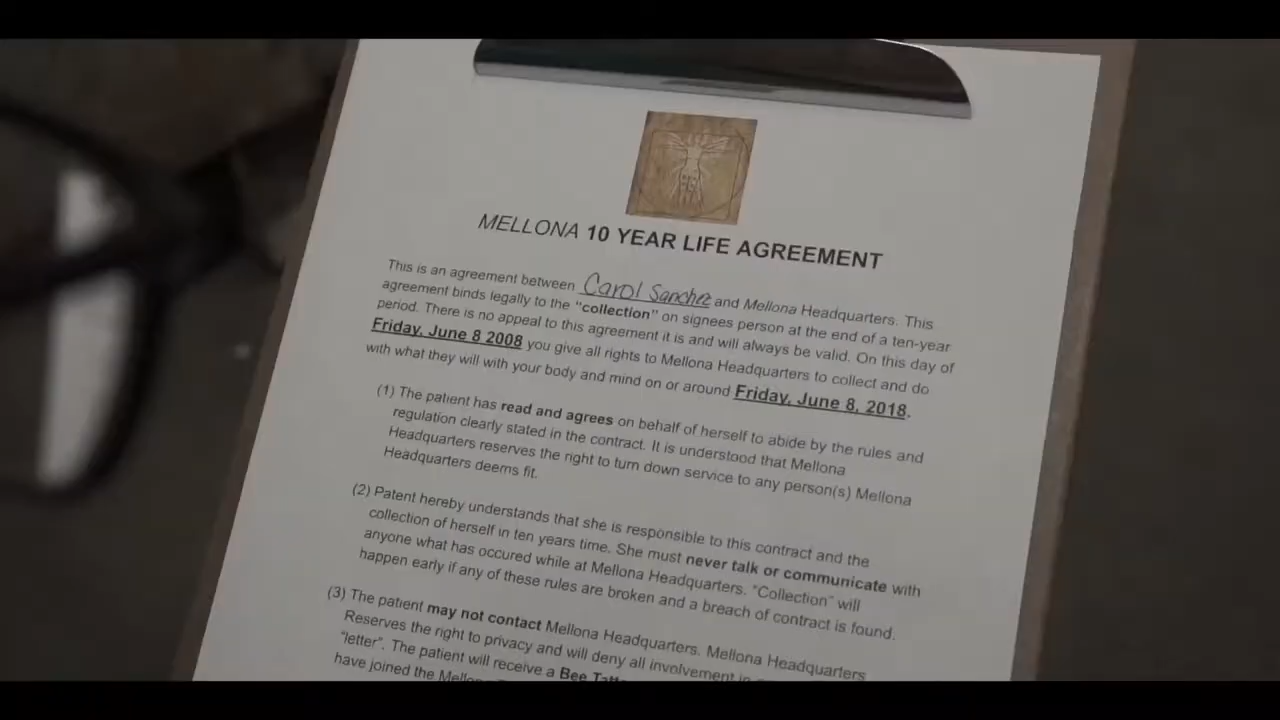 MELLONA 10 YEAR LIFE AGREEMENT
This is an agreement between Carol Sanchez and Mellona Headquarters. This
agreement binds legally to the "collection" on signees person at the end of a ten-year
period. There is no appeal to this agreement it is and will always be valid. On this day of
Friday, June 8 2008 you give all rights to Mellona Headquarters to collect and do
with what they will with your body and mind on or around Friday, June 8, 2018.
(1) The patient has read and agrees on behalf of herself to abide by the rules and
regulation clearly stated in the contract. It is understood that Mellona
Headquarters reserves the right to turn down service to any person(s) Mellona
Headquarters deems fit.
(2) Patent hereby understands that she is responsible to this contract and the
collection of herself in ten years time. She must never talk or communicate with
anyone what has occured while at Mellona Headquarters. "Collection" will
happen early if any of these rules are broken and a breach of contract is found.
(3) The patient may not contact Mellona Headquarters. Mellona Headquarters
Reserves the right to privacy and will deny all involvement in
"letter". The patient will receive a Bee
have joined the